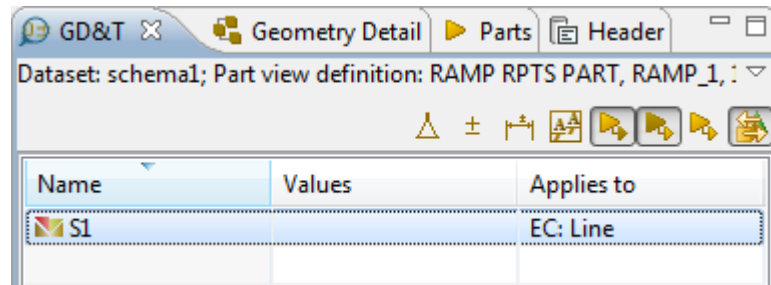 GD&T Geometry Detail Parts Header
Dataset: schema1; Part view definition: RAMP RPTS PART, RAMP_1,
Name Values Applies to
S1 EC: Line